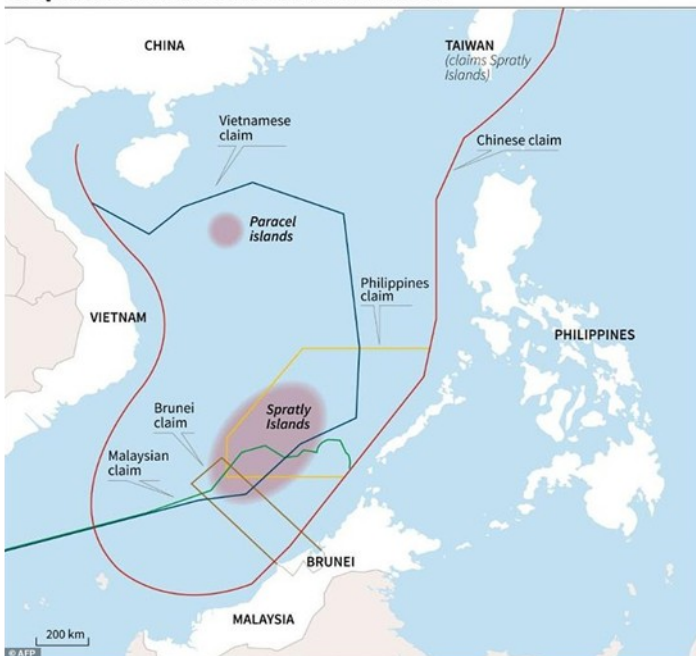 CHINA
TAIWAN
(claims Spratly
Islands)
Vietnamese
claim
Chinese claim
Paracel
islands
Philippines
claim
VIETNAM
PHILIPPINES
Spratly
Islands
Brunei
claim
Malaysian
claim
BRUNEI
MALAYSIA
200 km
© AFP